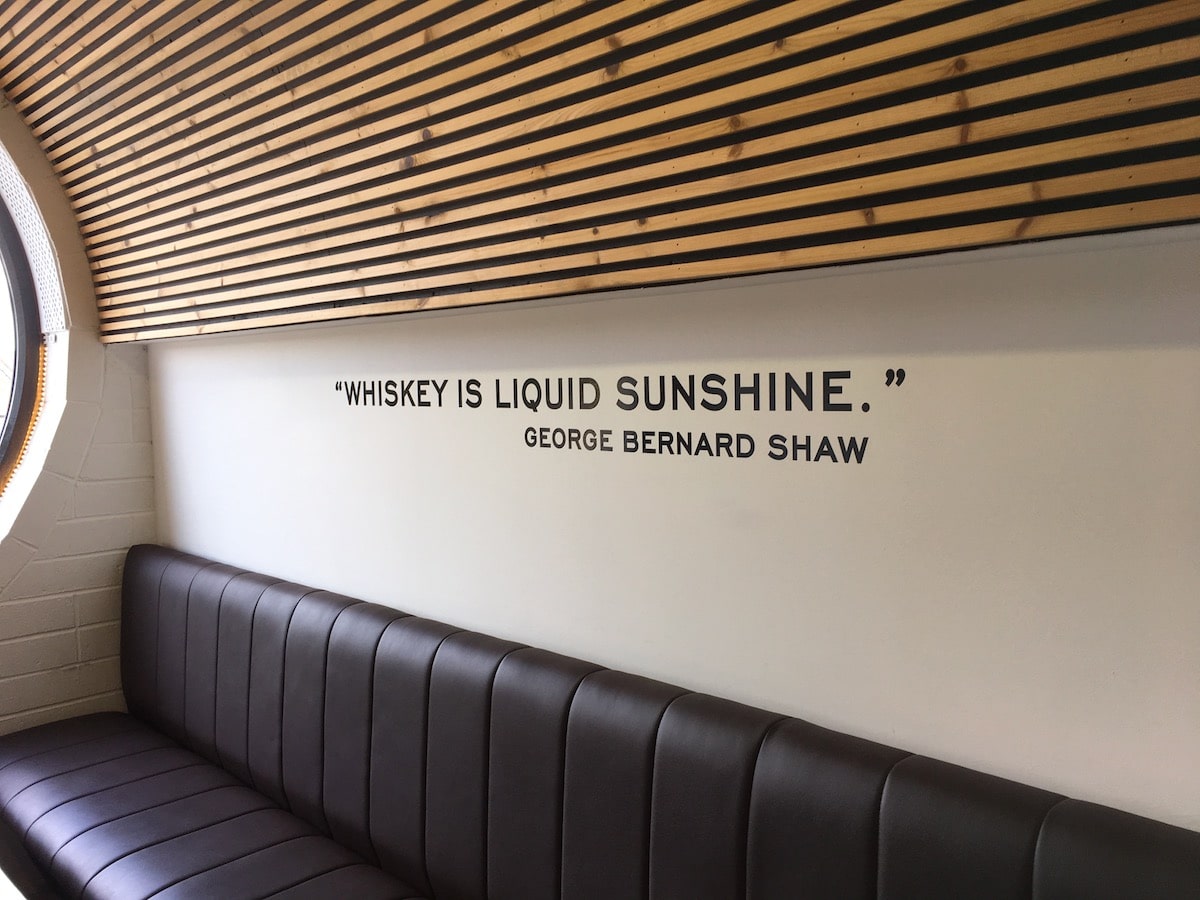 “WHISKEY IS LIQUID SUNSHINE.”
GEORGE BERNARD SHAW